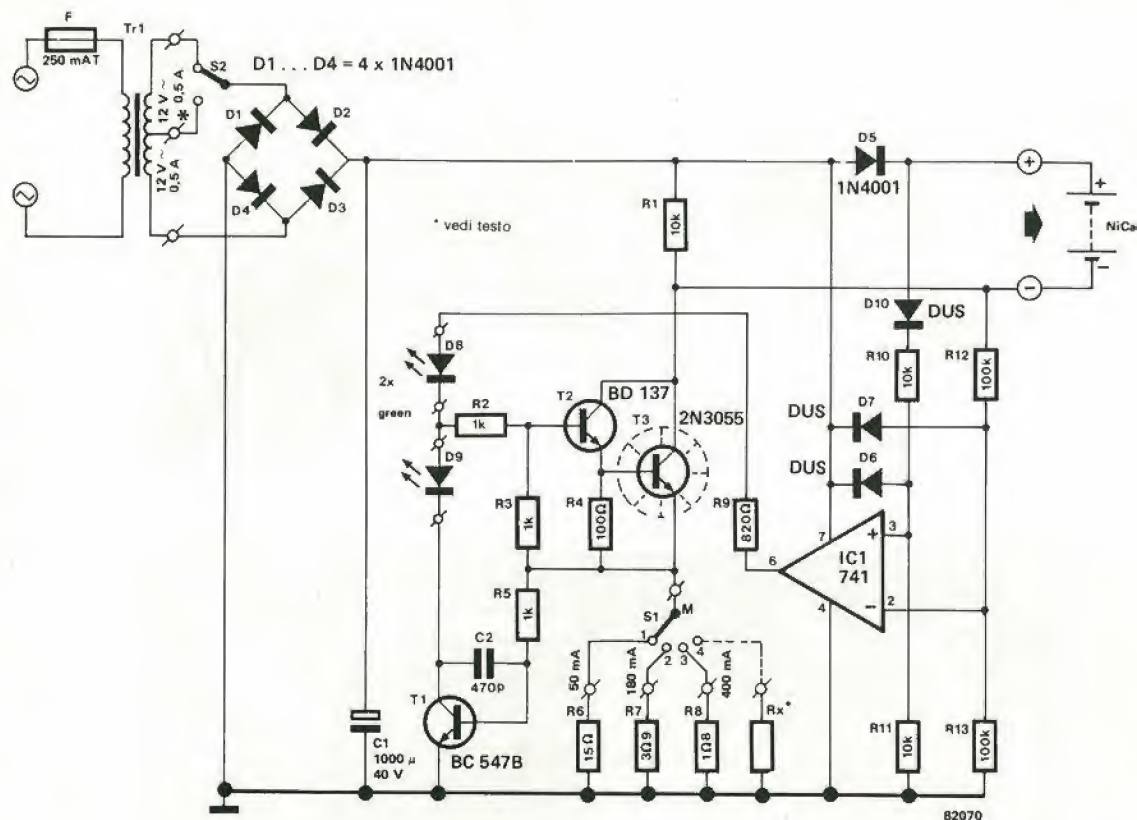 F
250 mAT
Tr1
12 V ~
0,5 A
*
12 V ~
0,5 A
S2
D1 . . . D4 = 4 x 1N4001
D1
D2
D4
D3
* vedi testo
R1
10k
D5
1N4001
+
+
NiCa
−
−
D10
DUS
R10
10k
R12
100k
D7
DUS
D6
DUS
D8
2x
green
D9
R2
1k
T2
BD 137
T3
2N3055
R3
1k
R4
100Ω
R9
820Ω
6
7
4
IC1
741
+
3
−
2
R5
1k
C2
470p
T1
BC 547B
S1
M
1
2
3
4
50 mA
180 mA
400 mA
R6
15Ω
R7
3Ω9
R8
1Ω8
Rx*
R11
10k
R13
100k
C1
1000 µ
40 V
82070